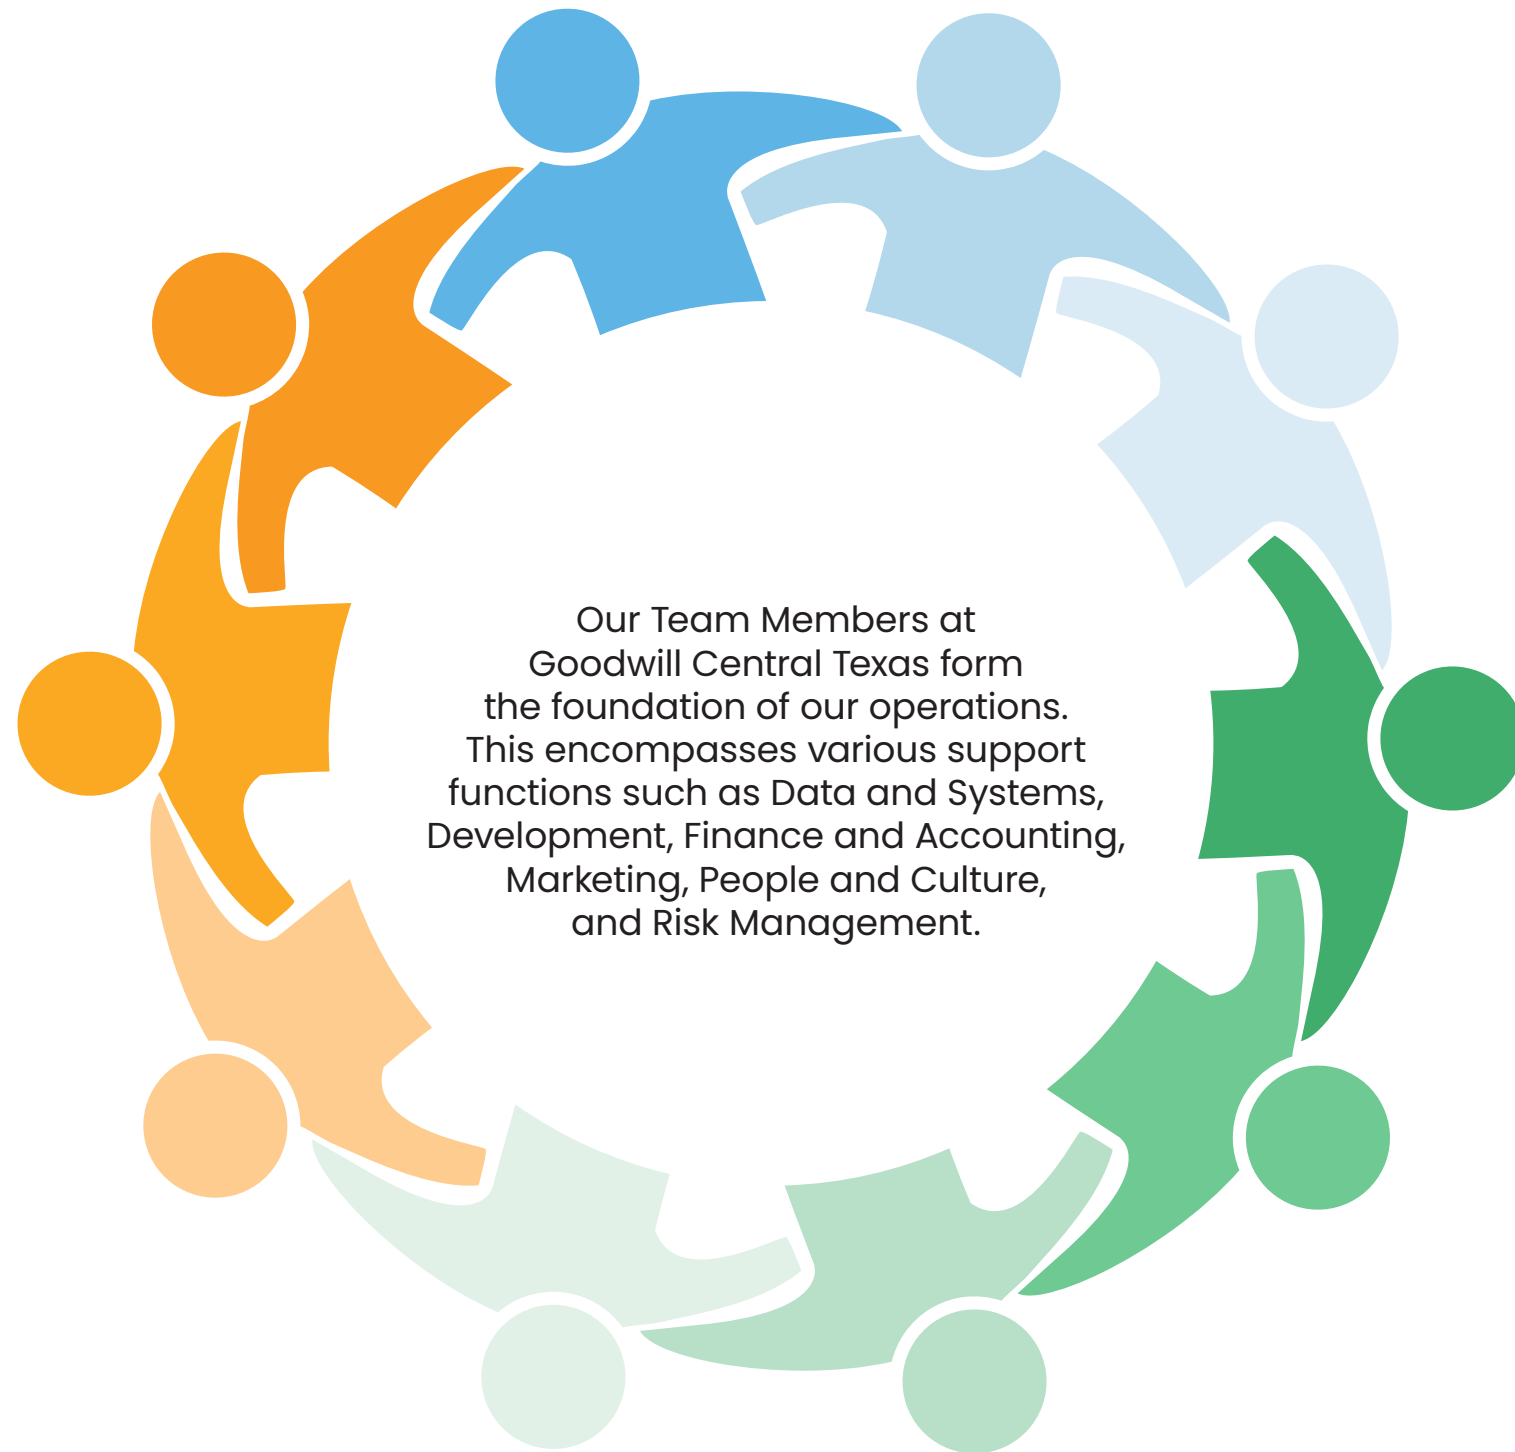 Our Team Members at
Goodwill Central Texas form
the foundation of our operations.
This encompasses various support
functions such as Data and Systems,
Development, Finance and Accounting,
Marketing, People and Culture,
and Risk Management.